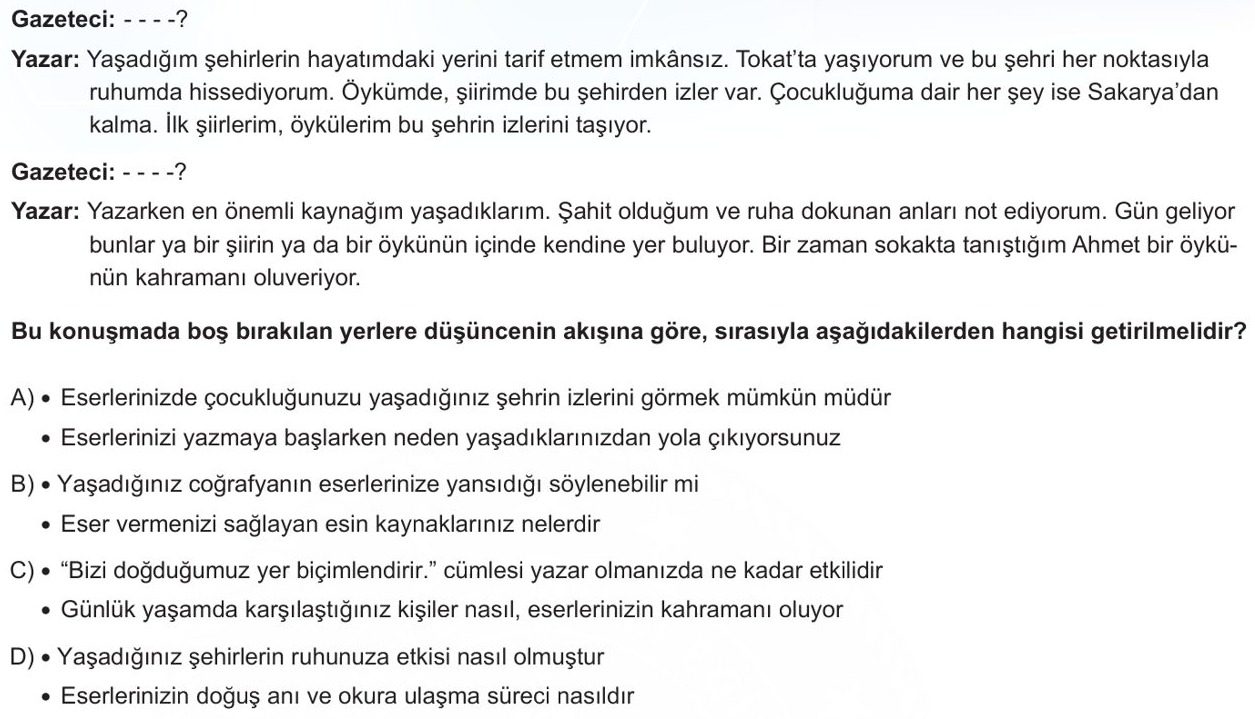 Gazeteci: - - - -?
Yazar: Yaşadığım şehirlerin hayatımdaki yerini tarif etmem imkânsız. Tokat’ta yaşıyorum ve bu şehri her noktasıyla
ruhumda hissediyorum. Öykümde, şiirimde bu şehirden izler var. Çocukluğuma dair her şey ise Sakarya’dan
kalma. İlk şiirlerim, öykülerim bu şehrin izlerini taşıyor.
Gazeteci: - - - -?
Yazar: Yazarken en önemli kaynağım yaşadıklarım. Şahit olduğum ve ruha dokunan anları not ediyorum. Gün geliyor
bunlar ya bir şiirin ya da bir öykünün içinde kendine yer buluyor. Bir zaman sokakta tanıştığım Ahmet bir öykü-
nün kahramanı oluveriyor.
Bu konuşmada boş bırakılan yerlere düşüncenin akışına göre, sırasıyla aşağıdakilerden hangisi getirilmelidir?
A) • Eserlerinizde çocukluğunuzu yaşadığınız şehrin izlerini görmek mümkün müdür
• Eserlerinizi yazmaya başlarken neden yaşadıklarınızdan yola çıkıyorsunuz
B) • Yaşadığınız coğrafyanın eserlerinize yansıdığı söylenebilir mi
• Eser vermenizi sağlayan esin kaynaklarınız nelerdir
C) • “Bizi doğduğumuz yer biçimlendirir.” cümlesi yazar olmanızda ne kadar etkilidir
• Günlük yaşamda karşılaştığınız kişiler nasıl, eserlerinizin kahramanı oluyor
D) • Yaşadığınız şehirlerin ruhunuza etkisi nasıl olmuştur
• Eserlerinizin doğuş anı ve okura ulaşma süreci nasıldır